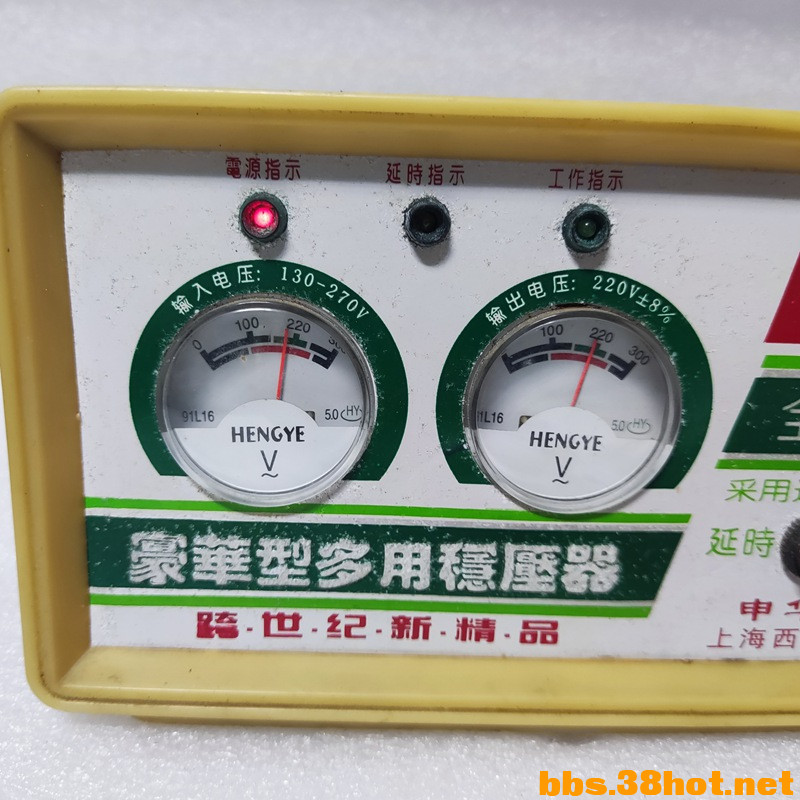 電源指示 延時指示 工作指示
输入电压: 130-270V
输出电压: 220V±8%
0 100 220
100 220 300
91L16 5.0 HY
L16 5.0 HY
HENGYE
V
~
HENGYE
V
~
采用
延時
豪華型多用穩壓器
跨·世·纪·新·精·品
申
上海西
bbs.38hot.net